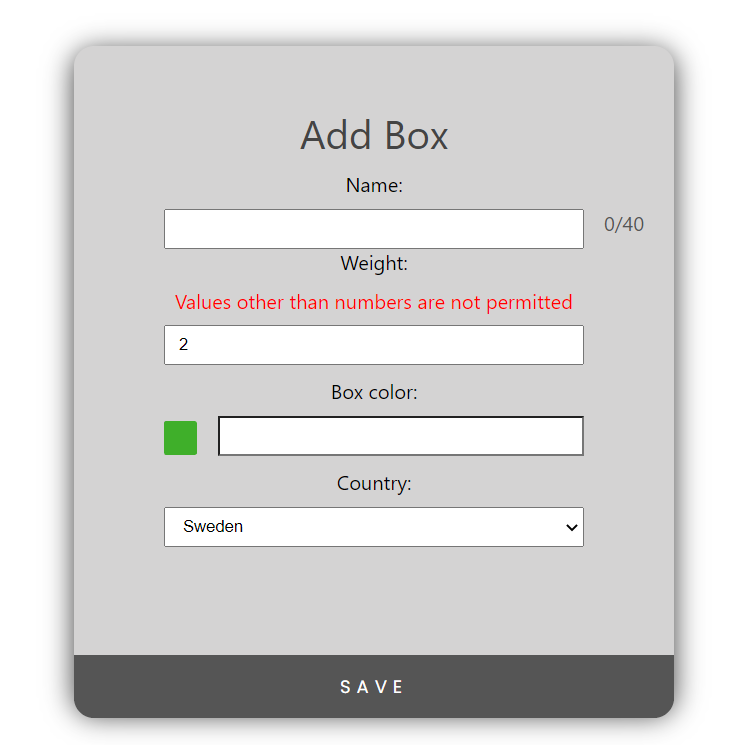 Add Box
Name:
0/40
Weight:
Values other than numbers are not permitted
2
Box color:
Country:
Sweden
SAVE